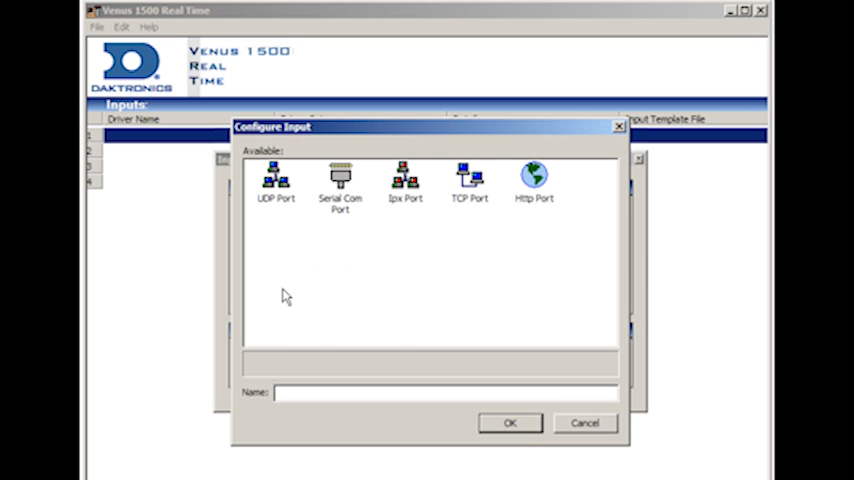 Venus 1500 Real Time
File Edit Help
VENUS 1500
REAL
TIME
DAKTRONICS
Inputs:
Driver Name
Input Template File
1
2
3
4
Configure Input
Available:
UDP Port
Serial Com
Port
Ipx Port
TCP Port
Http Port
Name:
OK
Cancel